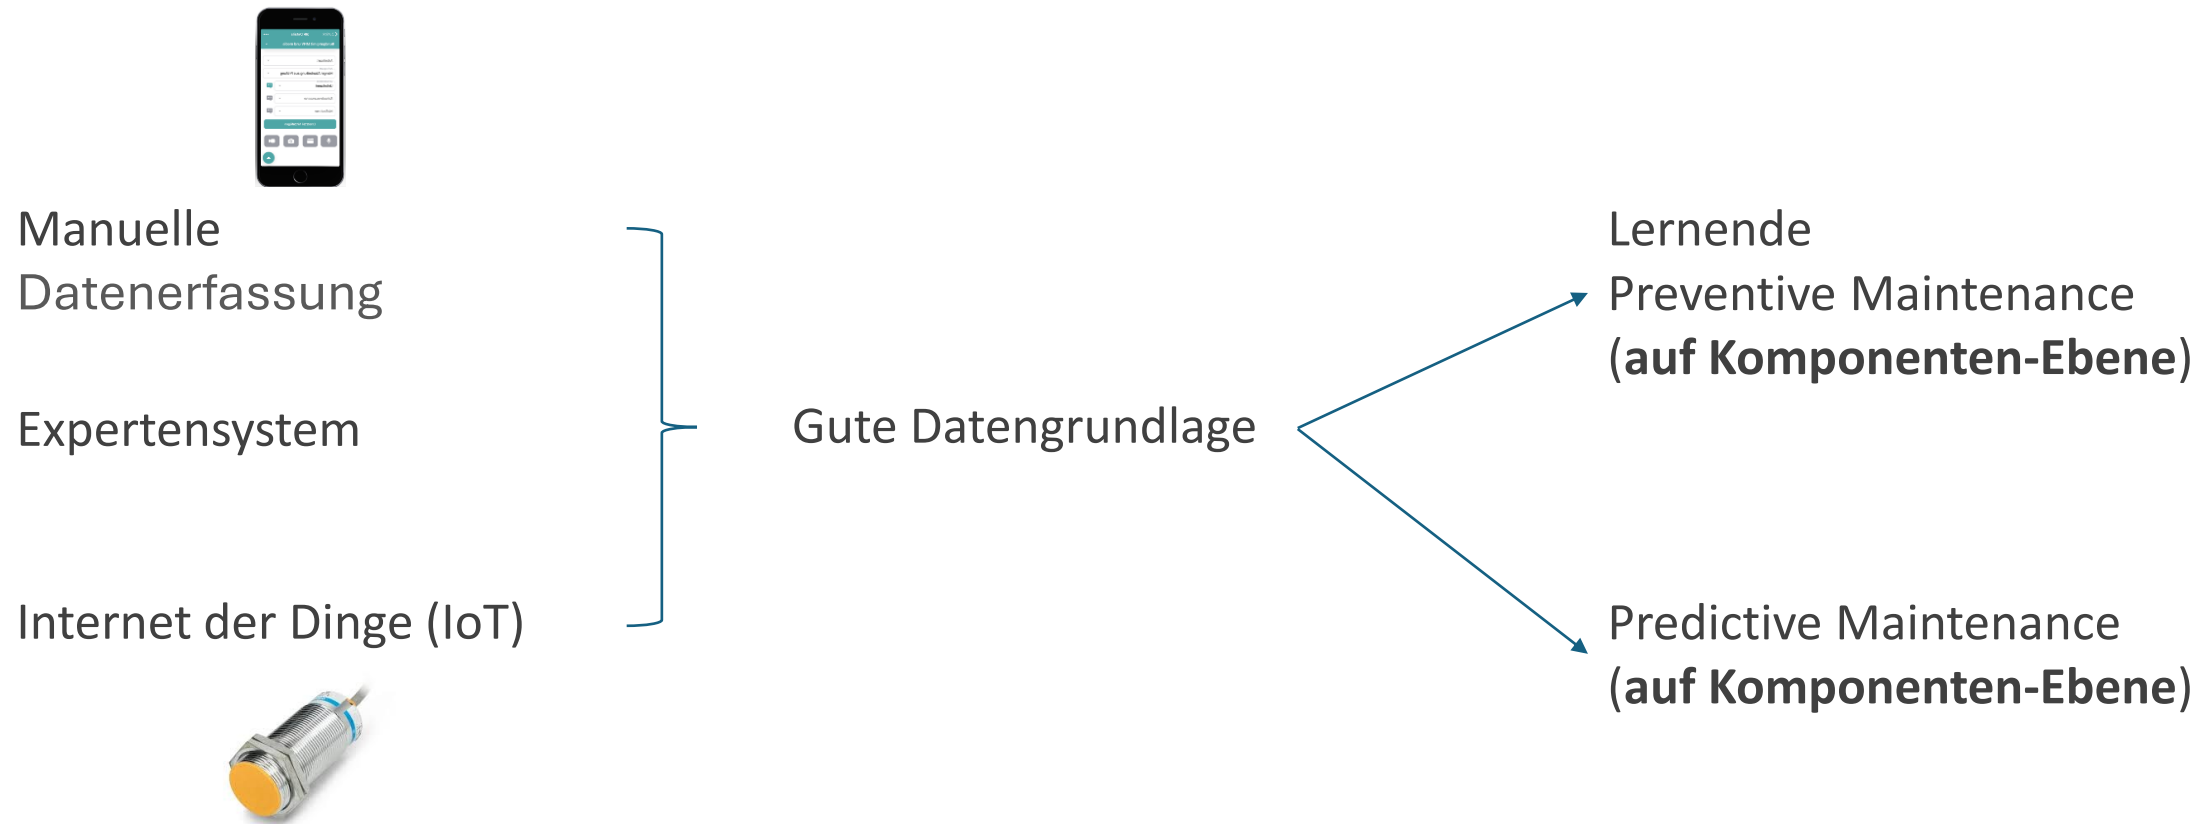 Manuelle
Datenerfassung
Expertensystem
Internet der Dinge (IoT)
Gute Datengrundlage
Lernende
Preventive Maintenance
(auf Komponenten-Ebene)
Predictive Maintenance
(auf Komponenten-Ebene)